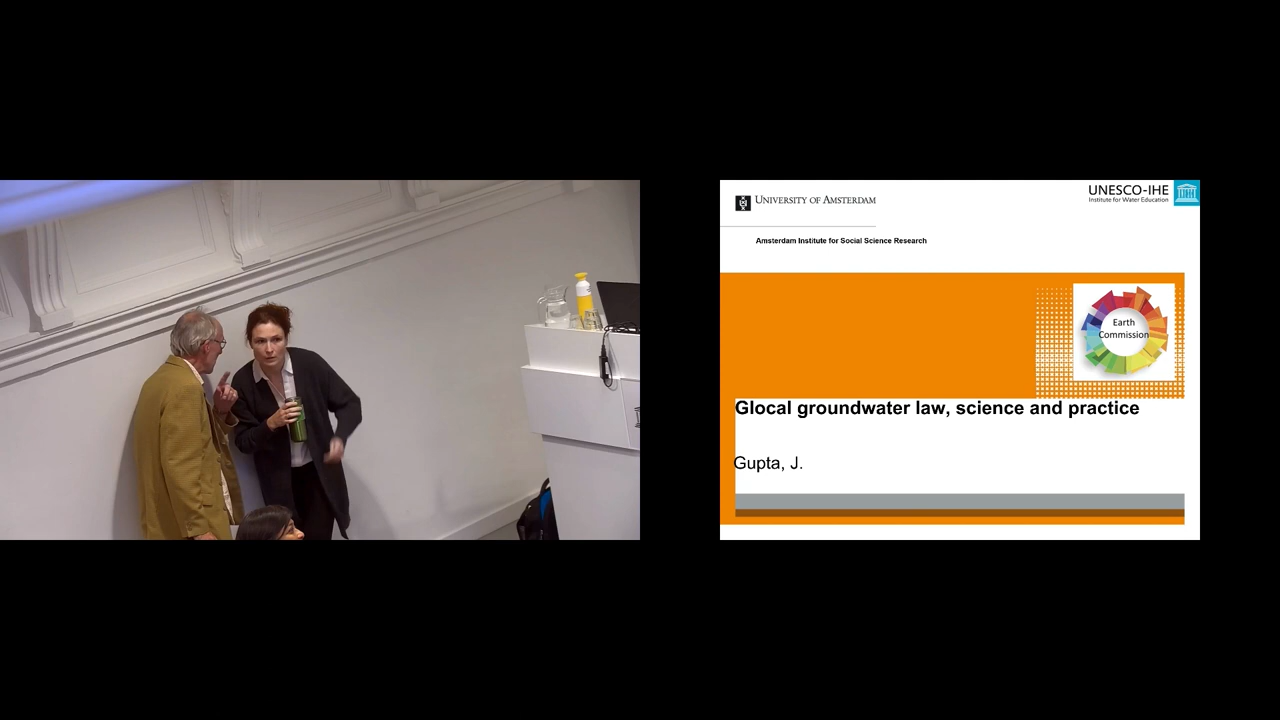 UNIVERSITY OF AMSTERDAM
UNESCO-IHE
Institute for Water Education
Amsterdam Institute for Social Science Research
Earth
Commission
Glocal groundwater law, science and practice
Gupta, J.